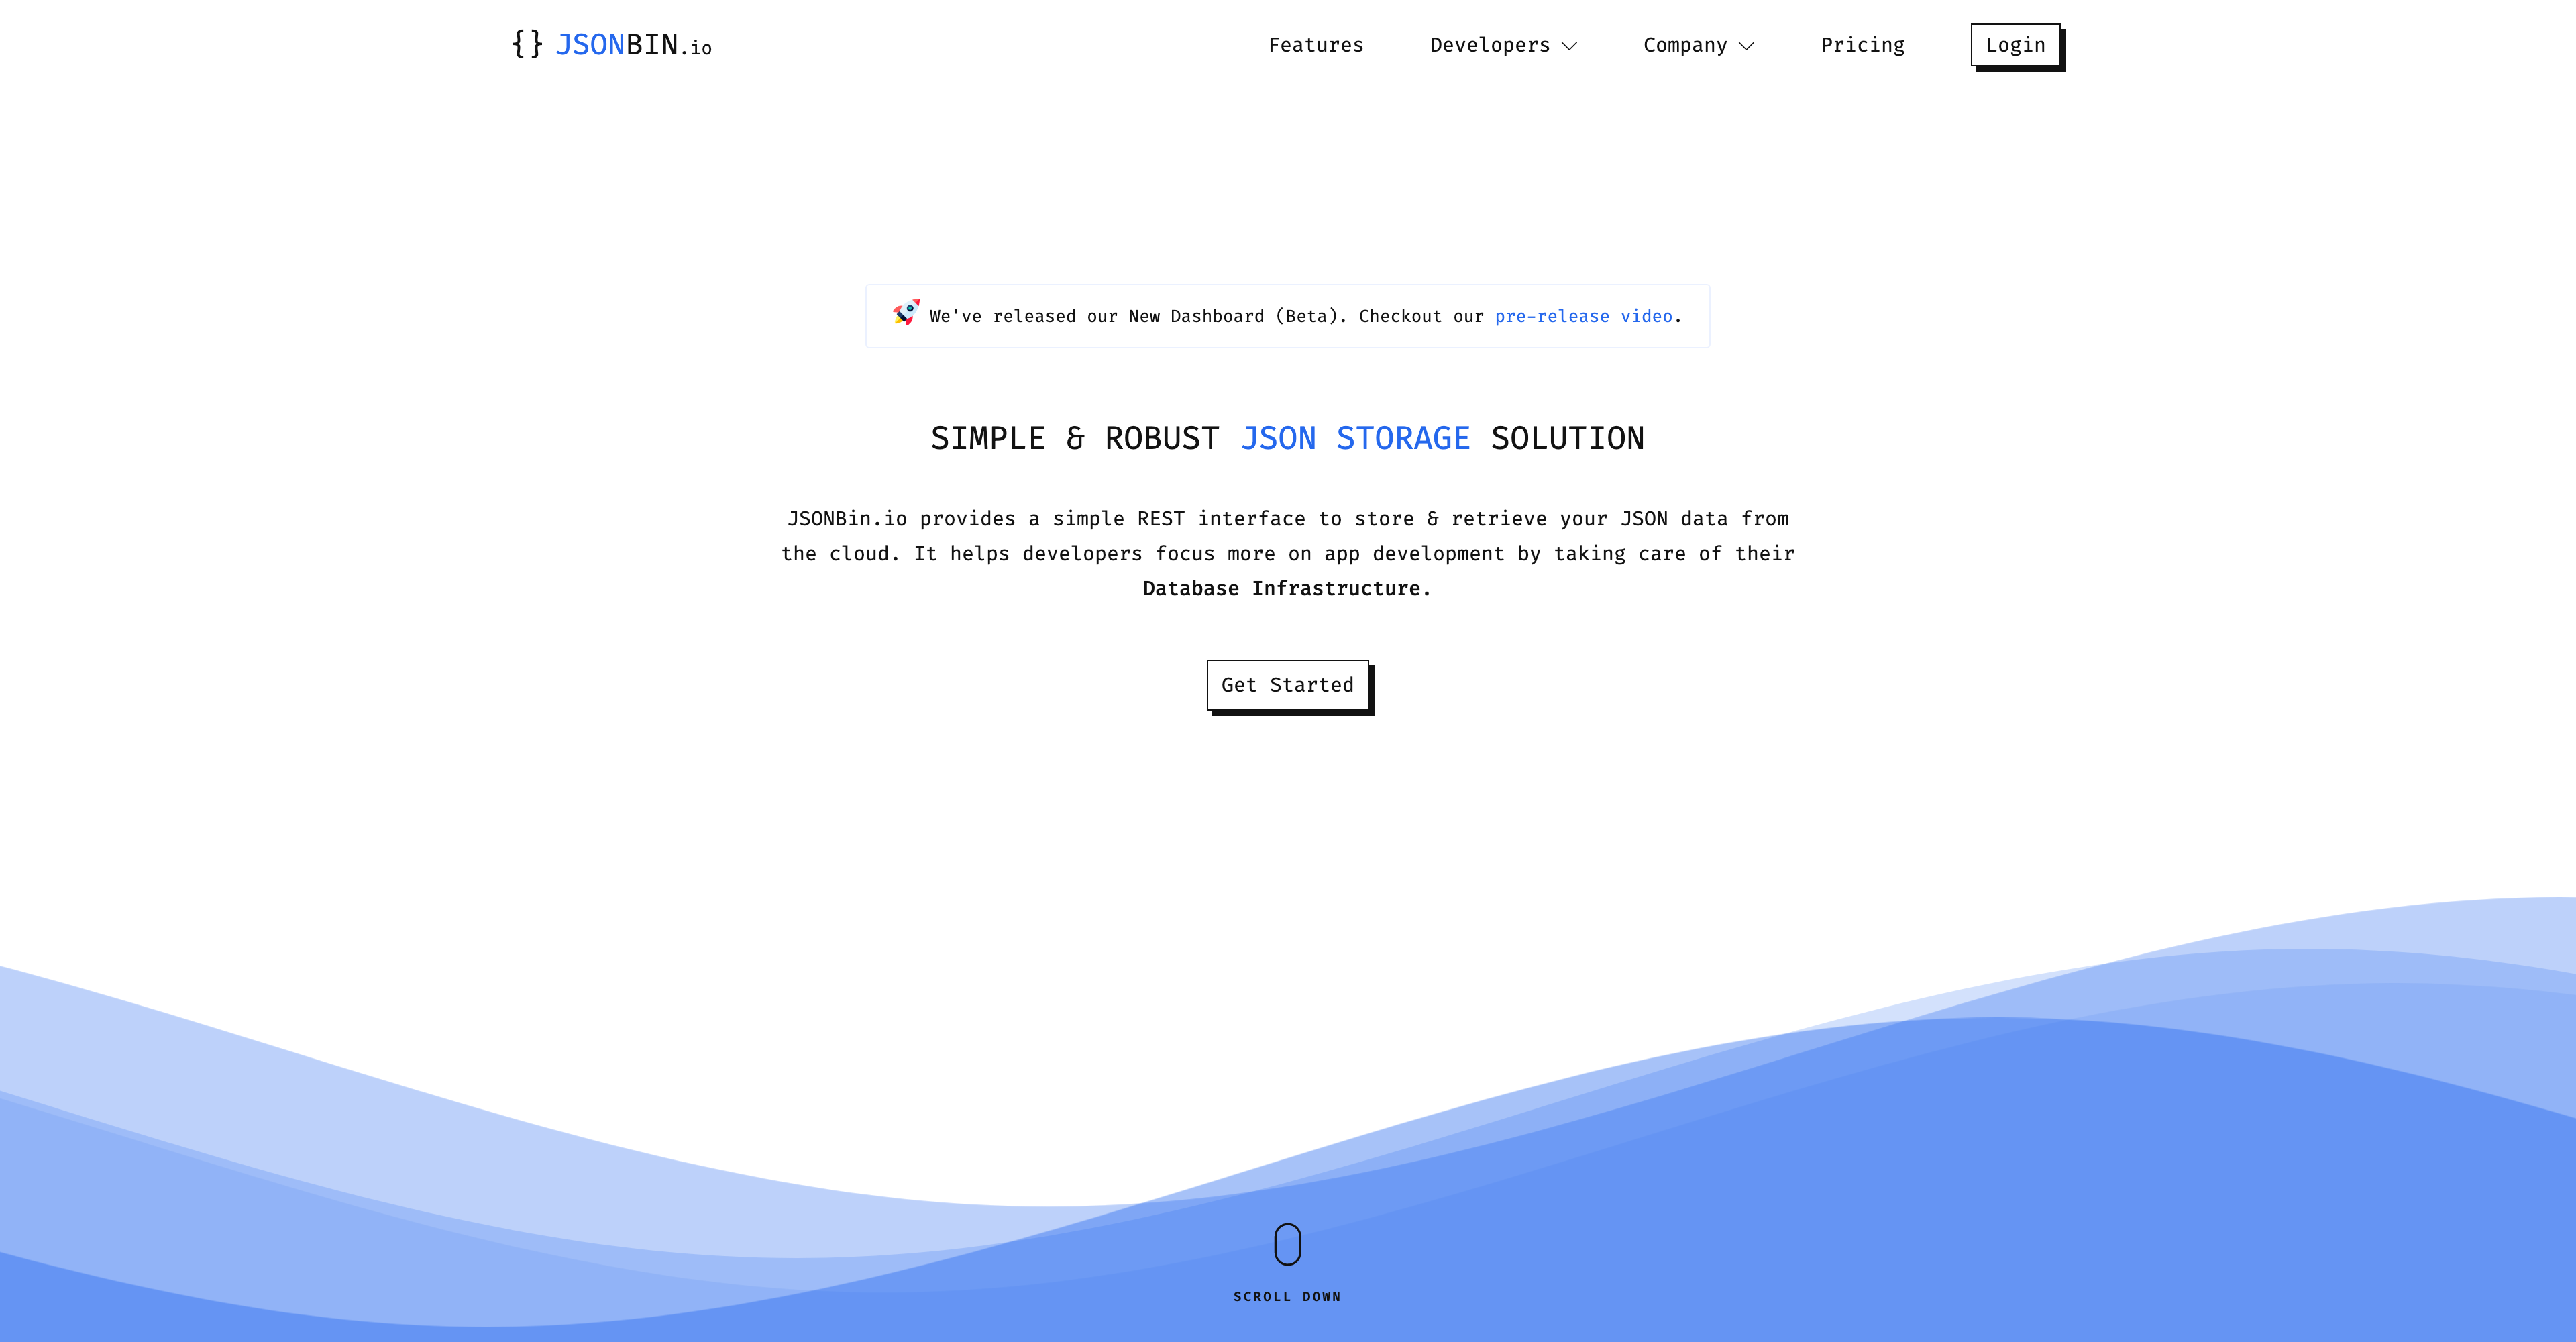 {} JSONBIN.io
Features Developers Company Pricing Login
We've released our New Dashboard (Beta). Checkout our pre-release video.
SIMPLE & ROBUST JSON STORAGE SOLUTION
JSONBin.io provides a simple REST interface to store & retrieve your JSON data from
the cloud. It helps developers focus more on app development by taking care of their
Database Infrastructure.
Get Started
SCROLL DOWN